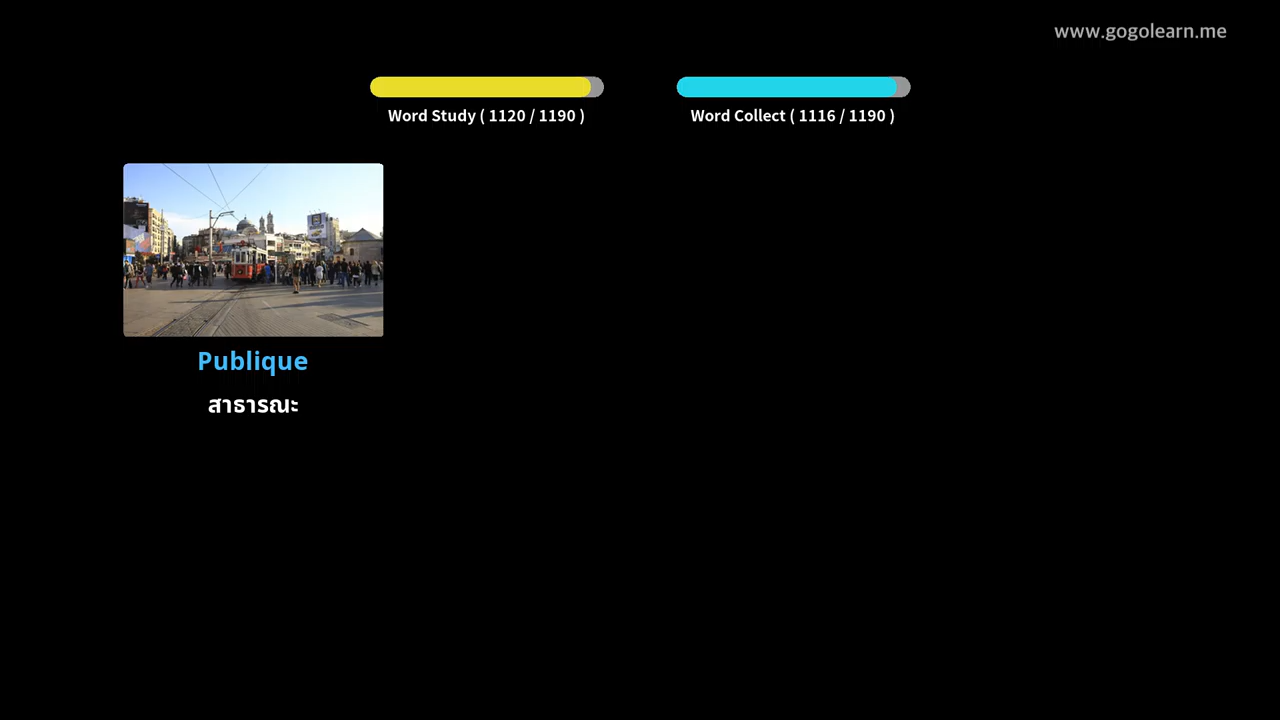 www.gogolearn.me
Word Study ( 1120 / 1190 )
Word Collect ( 1116 / 1190 )
Publique
สาธารณะ